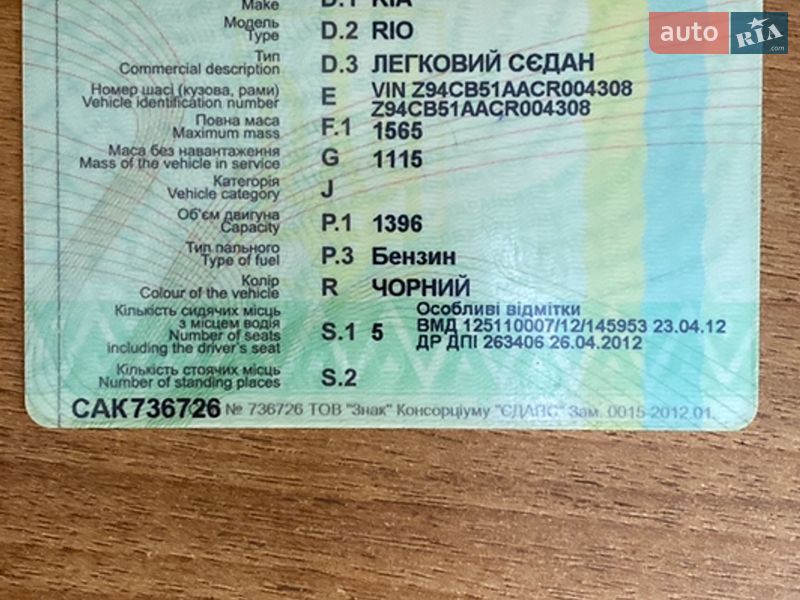 Make D.1 KIA
Модель
Type D.2 RIO
Тип
Commercial description D.3 ЛЕГКОВИЙ СЄДАН
Номер шасі (кузова, рами)
Vehicle identification number E VIN Z94CB51AACR004308
Z94CB51AACR004308
Повна маса
Maximum mass F.1 1565
Маса без навантаження
Mass of the vehicle in service G 1115
Категорія
Vehicle category J
Об'єм двигуна
Capacity P.1 1396
Тип пального
Type of fuel P.3 Бензин
Колір
Colour of the vehicle R ЧОРНИЙ
Кількість сидячих місць
з місцем водія
Number of seats
including the driver's seat S.1 5
Особливі відмітки
ВМД 125110007/12/145953 23.04.12
ДР ДПІ 263406 26.04.2012
Кількість стоячих місць
Number of standing places S.2
САК736726 № 736726 ТОВ "Знак" Консорціуму "ЄДАПС" Зам. 0015-2012.01.
auto RIA .com